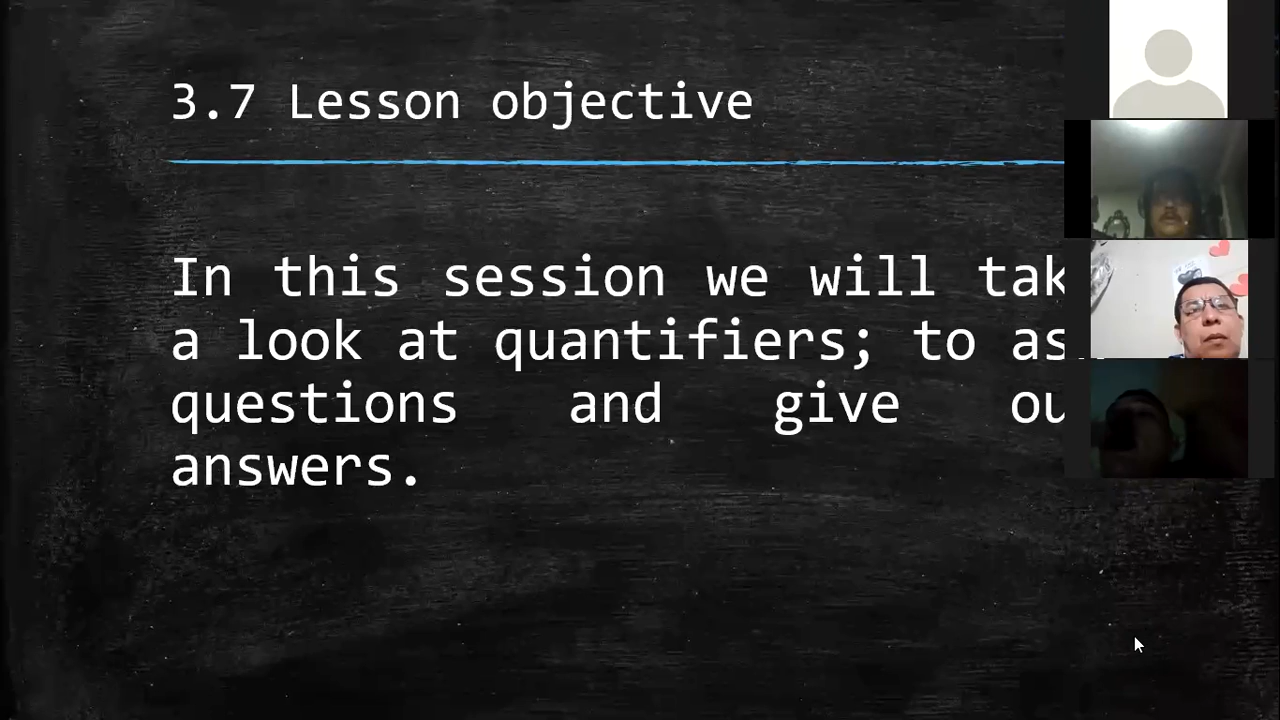 3.7 Lesson objective
In this session we will tak
a look at quantifiers; to as
questions and give ou
answers.